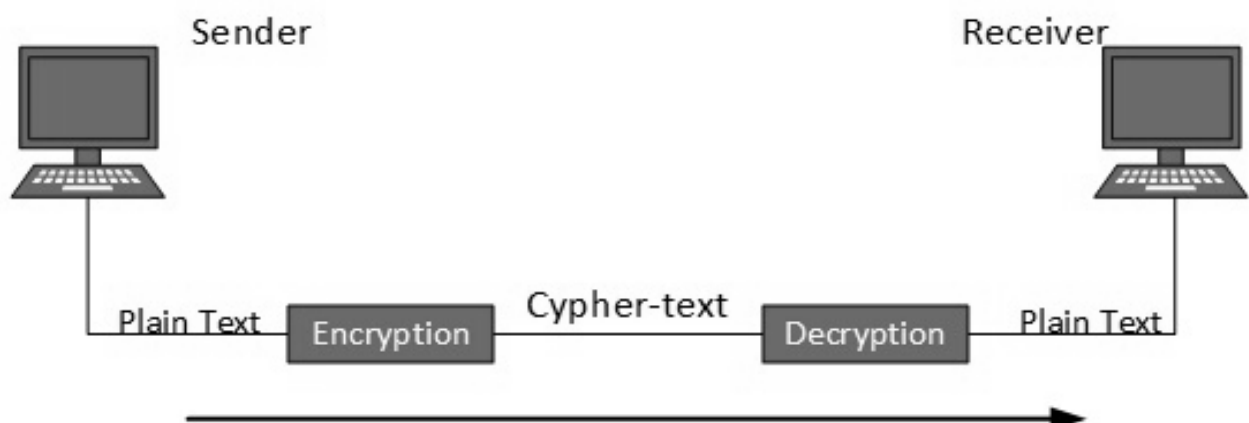 Sender
Receiver
Plain Text
Encryption
Cypher-text
Decryption
Plain Text